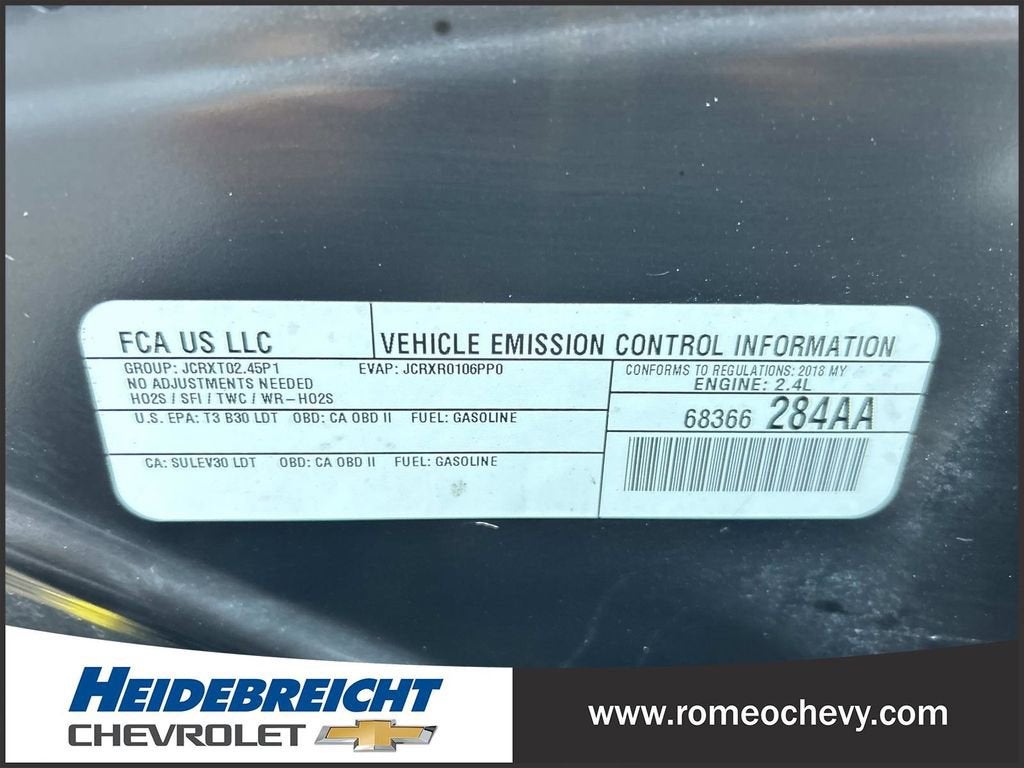 FCA US LLC
VEHICLE EMISSION CONTROL INFORMATION
GROUP: JCRXT02.45P1 EVAP: JCRXR0106PP0
NO ADJUSTMENTS NEEDED
HO2S / SFI / TWC / WR-HO2S
U.S. EPA: T3 B30 LDT OBD: CA OBD II FUEL: GASOLINE
CA: SULEV30 LDT OBD: CA OBD II FUEL: GASOLINE
CONFORMS TO REGULATIONS: 2018 MY
ENGINE: 2.4L
68366 284AA
HEIDEBREICHT
CHEVROLET
www.romeochevy.com